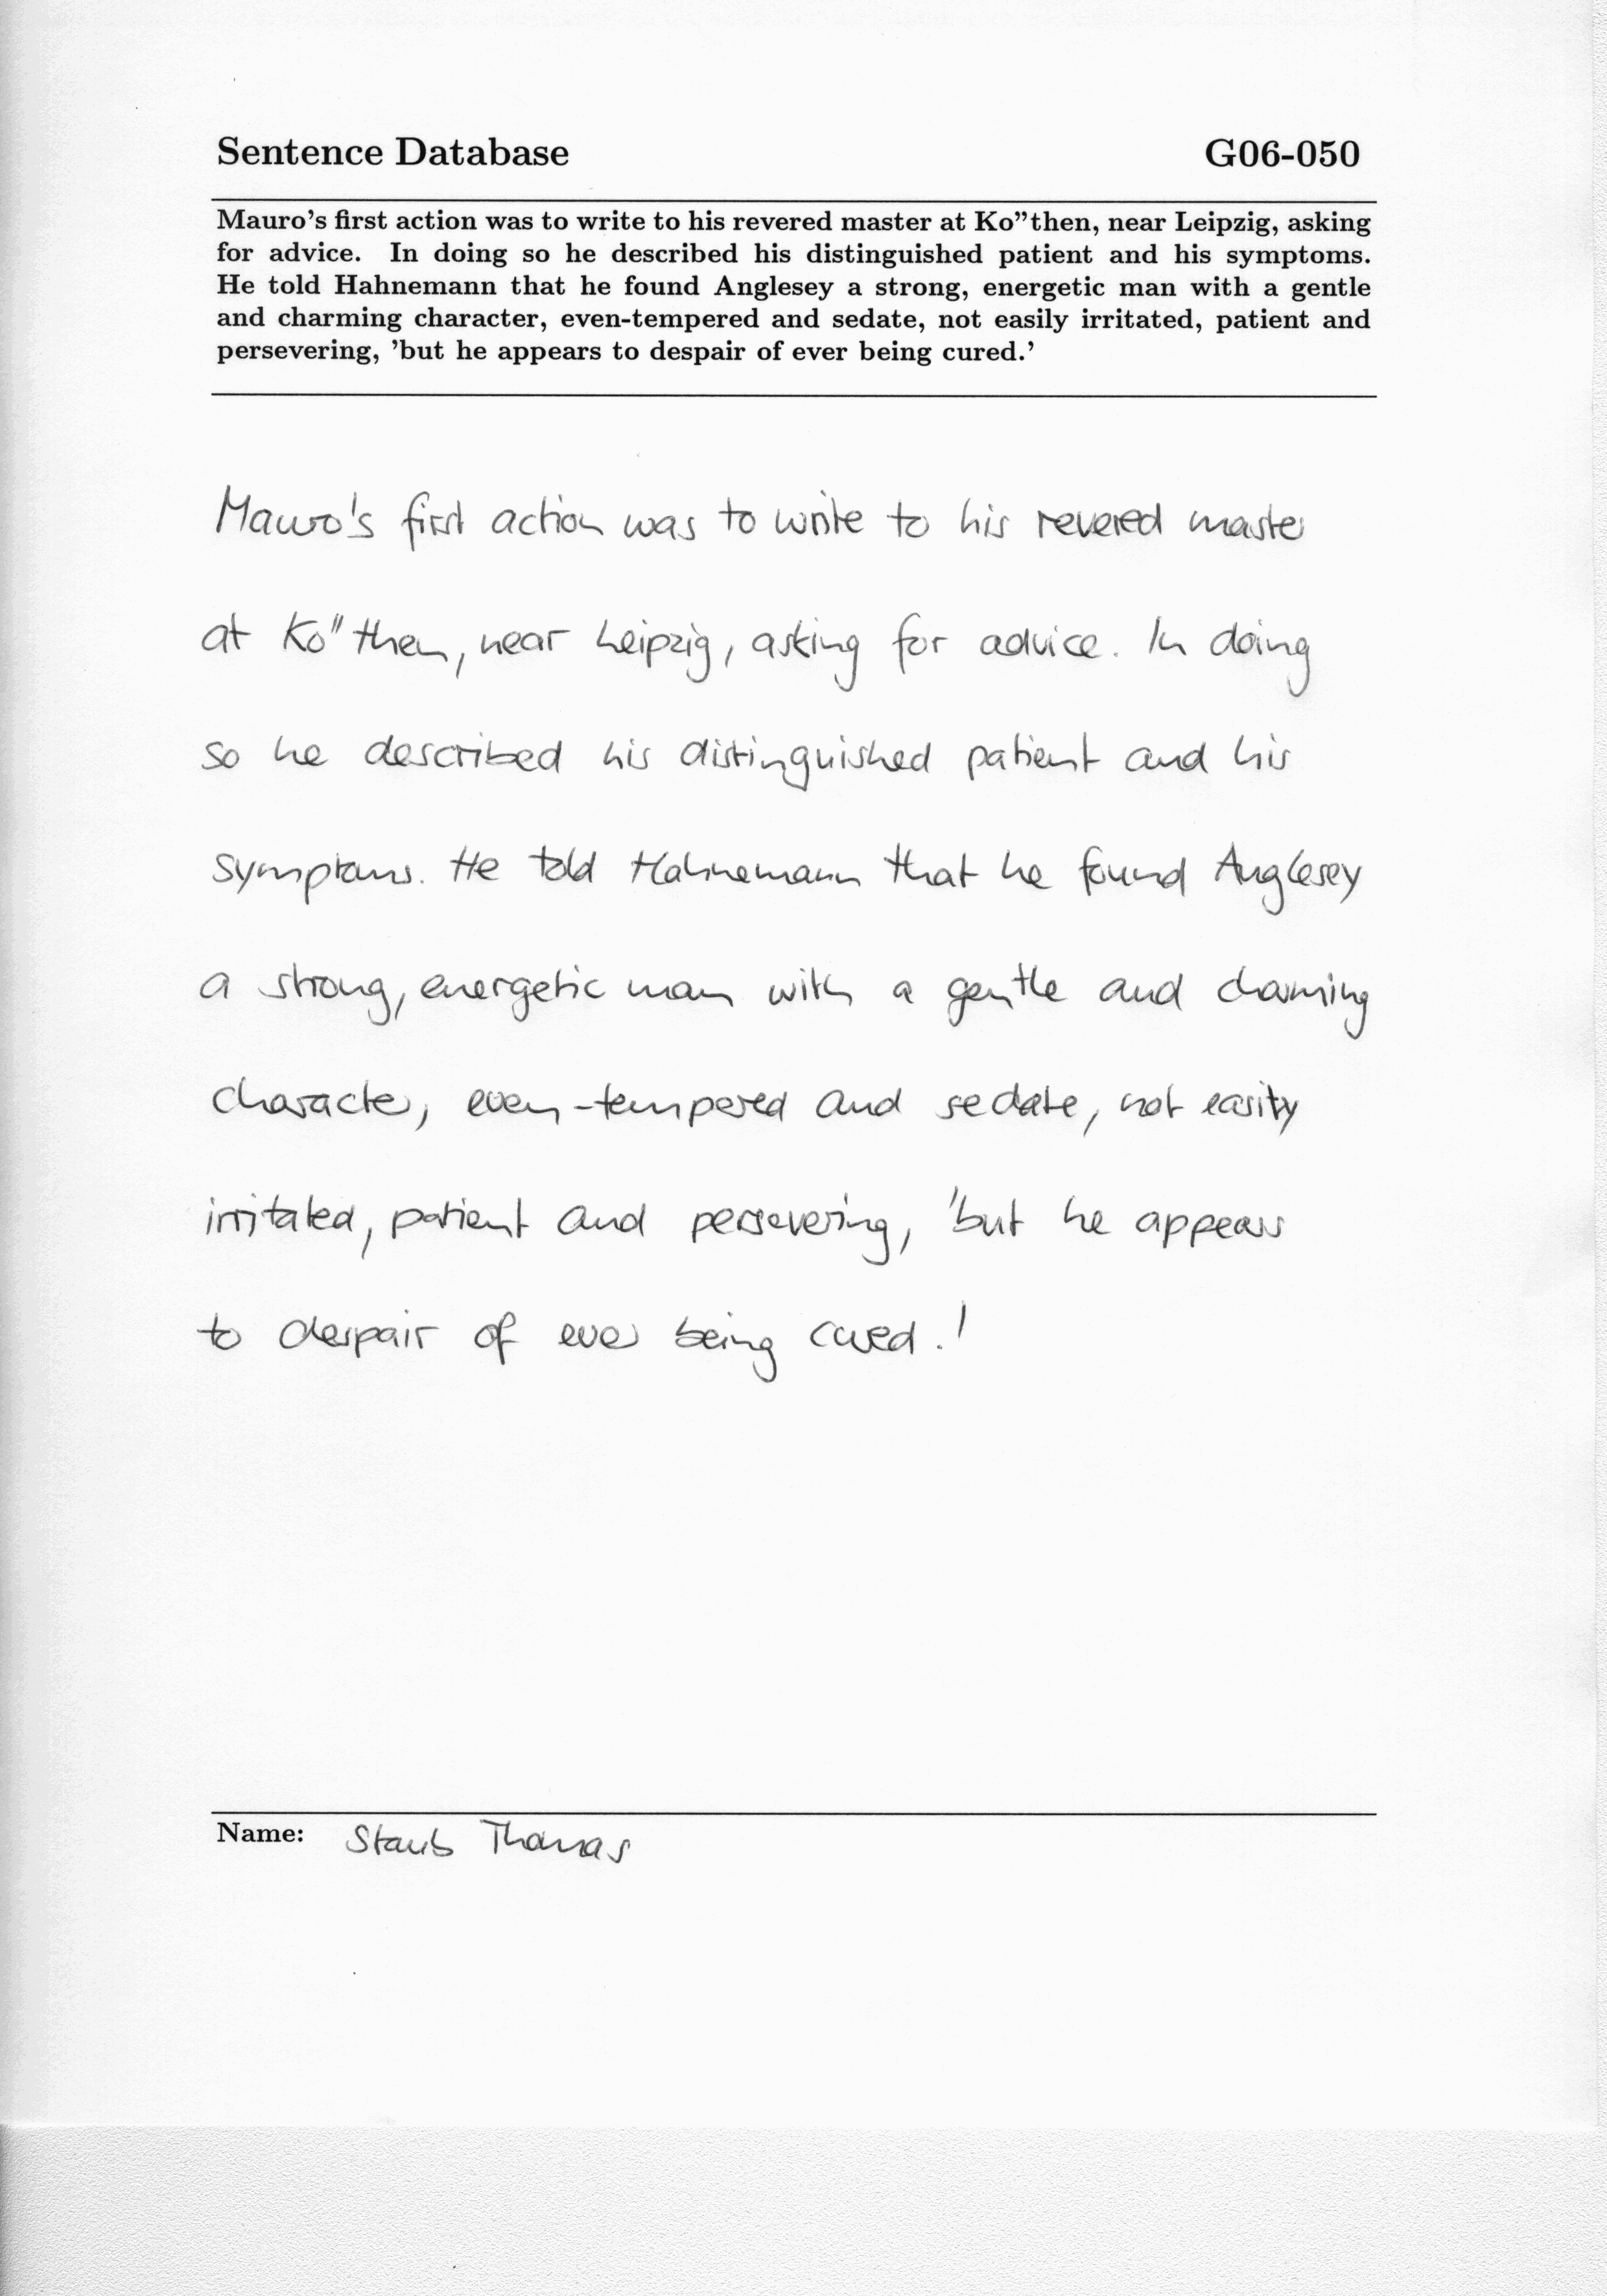 Sentence Database G06-050
Mauro's first action was to write to his revered master at Ko"then, near Leipzig, asking
for advice. In doing so he described his distinguished patient and his symptoms.
He told Hahnemann that he found Anglesey a strong, energetic man with a gentle
and charming character, even-tempered and sedate, not easily irritated, patient and
persevering, 'but he appears to despair of ever being cured.'
Mauro's first action was to write to his revered master
at Ko"then, near Leipzig, asking for advice. In doing
so he described his distinguished patient and his
symptoms. He told Hahnemann that he found Anglesey
a strong, energetic man with a gentle and charming
character, even-tempered and sedate, not easily
irritated, patient and persevering, 'but he appears
to despair of ever being cured.'
Name: Staub Thomas